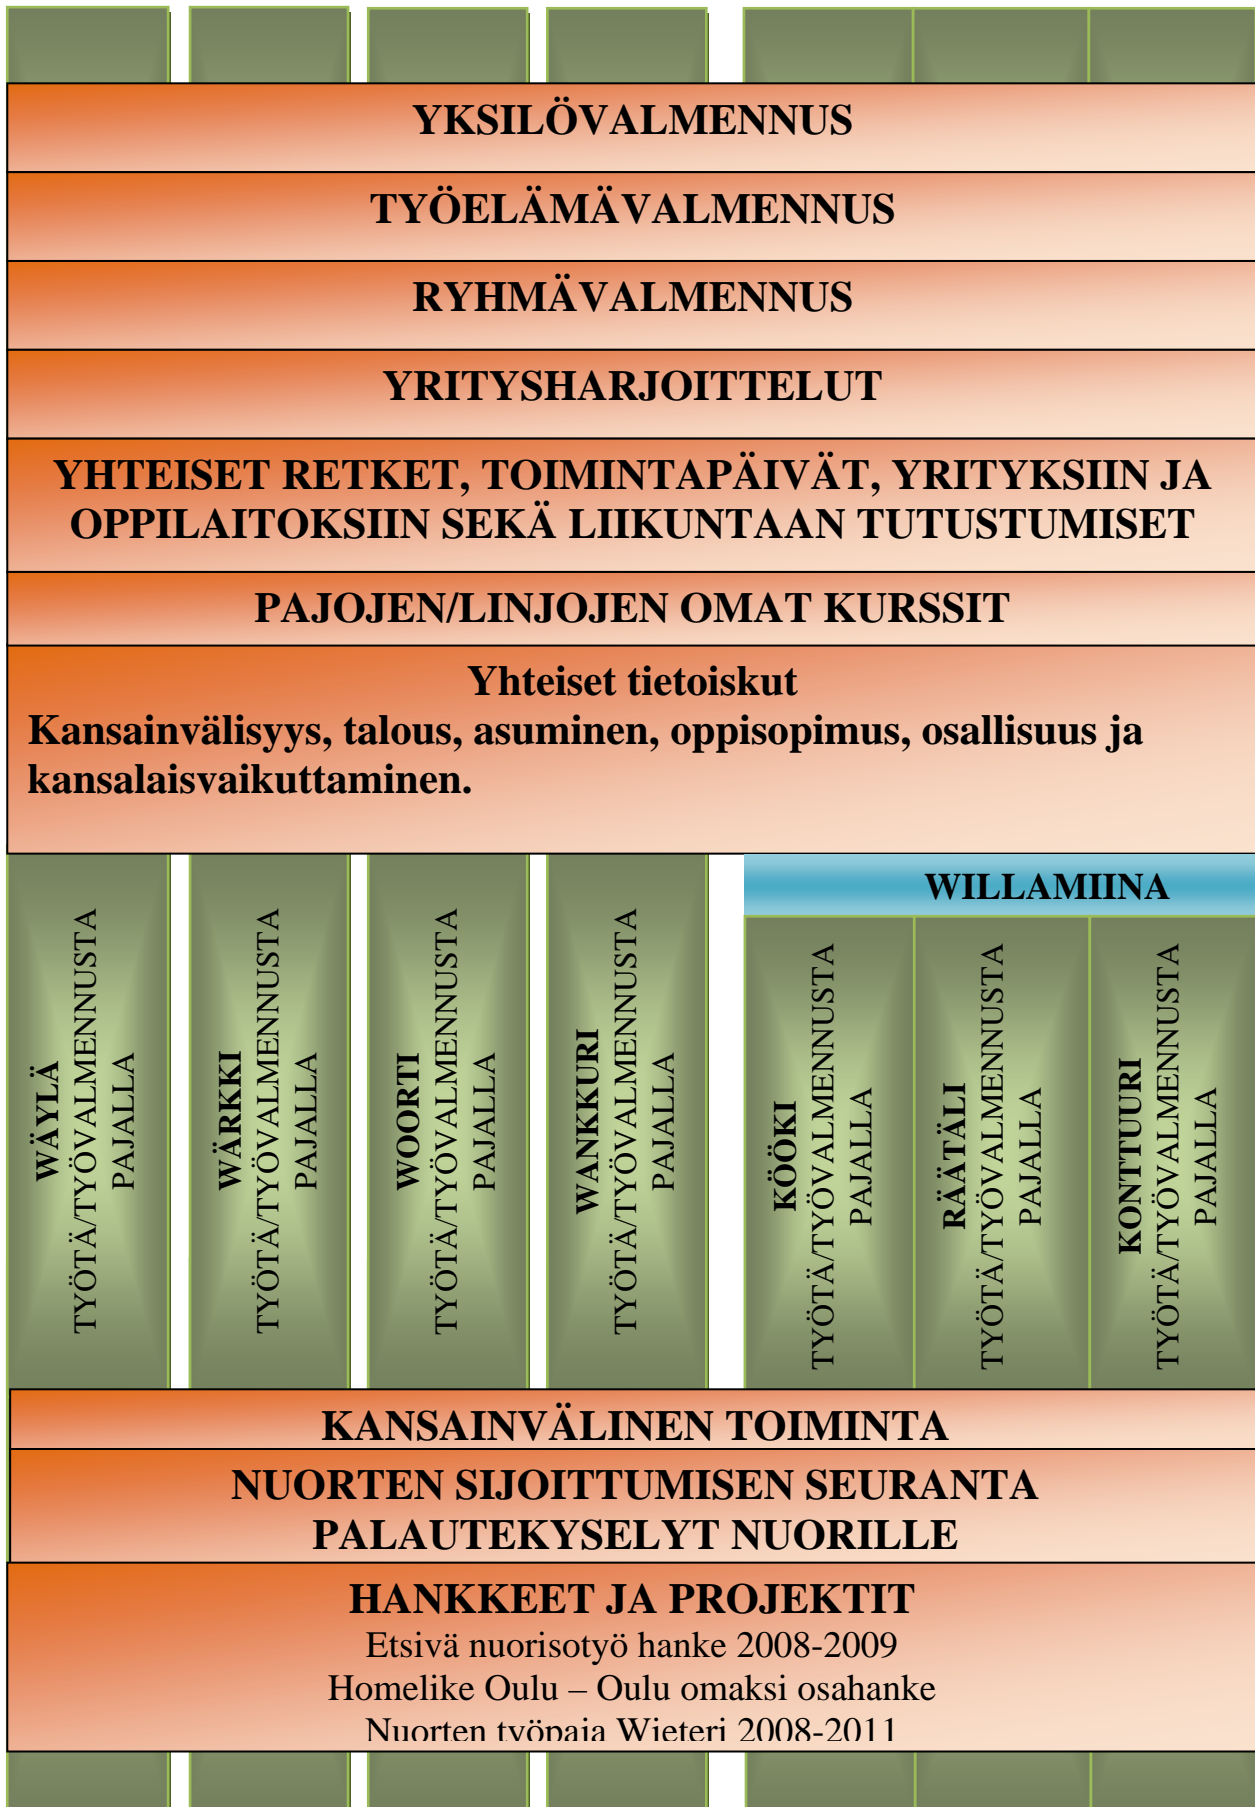 YKSILÖVALMENNUS
TYÖELÄMÄVALMENNUS
RYHMÄVALMENNUS
YRITYSHARJOITTELUT
YHTEISET RETKET, TOIMINTAPÄIVÄT, YRITYKSIIN JA
OPPILAITOKSIIN SEKÄ LIIKUNTAAN TUTUSTUMISET
PAJOJEN/LINJOJEN OMAT KURSSIT
Yhteiset tietoiskut
Kansainvälisyys, talous, asuminen, oppisopimus, osallisuus ja
kansalaisvaikuttaminen.
WÄYLÄ
TYÖTÄ/TYÖVALMENNUSTA
PAJALLA
WÄRKKI
TYÖTÄ/TYÖVALMENNUSTA
PAJALLA
WOORTI
TYÖTÄ/TYÖVALMENNUSTA
PAJALLA
WANKKURI
TYÖTÄ/TYÖVALMENNUSTA
PAJALLA
WILLAMIINA
KÖÖKI
TYÖTÄ/TYÖVALMENNUSTA
PAJALLA
RÄÄTÄLI
TYÖTÄ/TYÖVALMENNUSTA
PAJALLA
KONTTUURI
TYÖTÄ/TYÖVALMENNUSTA
PAJALLA
KANSAINVÄLINEN TOIMINTA
NUORTEN SIJOITTUMISEN SEURANTA
PALAUTEKYSELYT NUORILLE
HANKKEET JA PROJEKTIT
Etsivä nuorisotyö hanke 2008-2009
Homelike Oulu – Oulu omaksi osahanke
Nuorten työpaja Wieteri 2008-2011